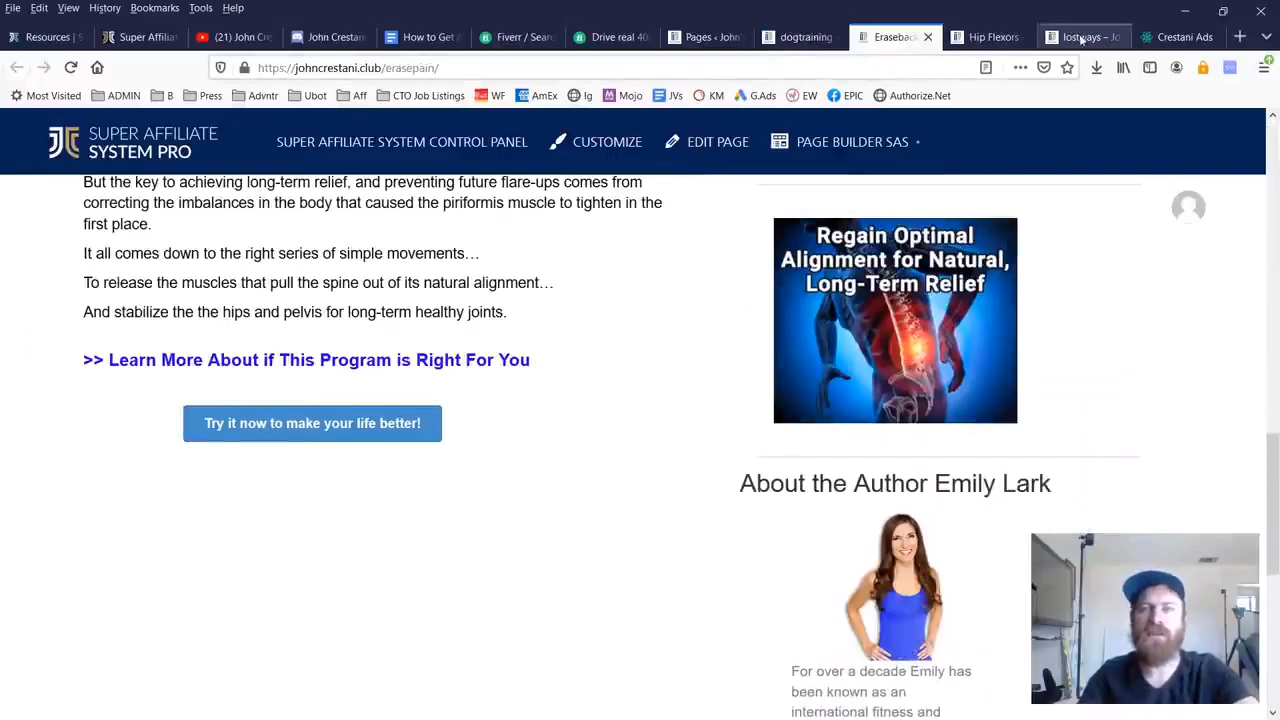 File Edit View History Bookmarks Tools Help
Resources | S
Super Affiliat
(21) John Cre
John Crestani
How to Get
Fiverr / Sear
Drive real 40
Pages ‹ John
dogtraining
Eraseback
Hip Flexors
lostways – Jo
Crestani Ads
https://johncrestani.club/erasepain/
Most Visited ADMIN B Press Advntr Ubot Aff CTO Job Listings WF AmEx Ig Mojo JVs KM G.Ads EW EPIC Authorize.Net
SUPER AFFILIATE
SYSTEM PRO
SUPER AFFILIATE SYSTEM CONTROL PANEL CUSTOMIZE EDIT PAGE PAGE BUILDER SAS
But the key to achieving long-term relief, and preventing future flare-ups comes from
correcting the imbalances in the body that caused the piriformis muscle to tighten in the
first place.
It all comes down to the right series of simple movements…
To release the muscles that pull the spine out of its natural alignment…
And stabilize the the hips and pelvis for long-term healthy joints.
>> Learn More About if This Program is Right For You
Try it now to make your life better!
Regain Optimal
Alignment for Natural,
Long-Term Relief
About the Author Emily Lark
For over a decade Emily has
been known as an
international fitness and